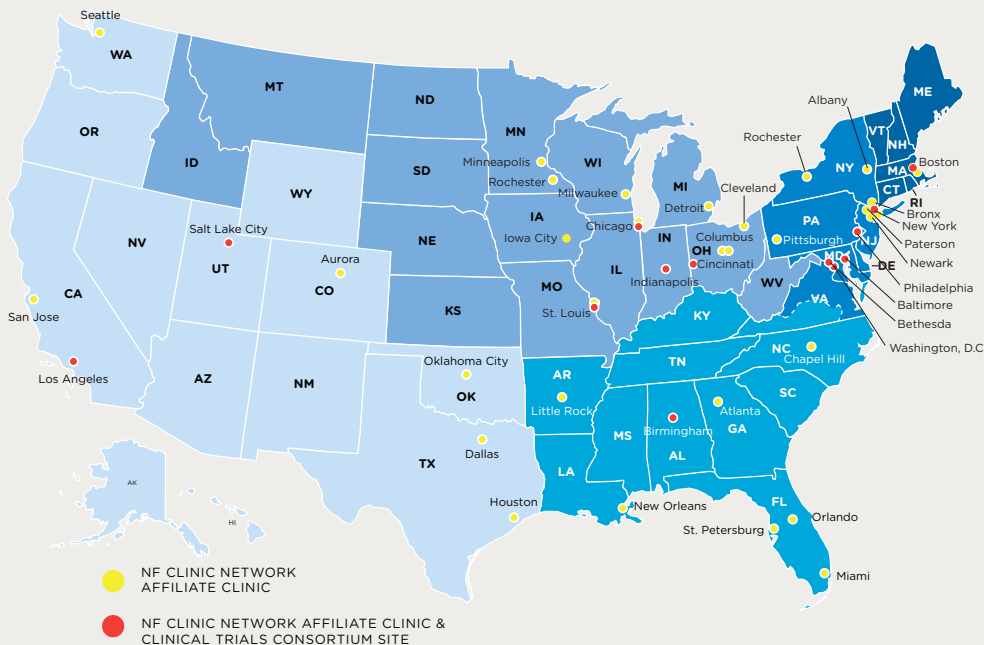 Seattle
WA
MT
ND
ME
Albany
MN
OR
VT
Rochester
NH
NY
Minneapolis
WI
Boston
ID
SD
MA
Rochester
MI
Cleveland
CT
WY
Milwaukee
RI
Detroit
Bronx
IA
PA
New York
Salt Lake City
Chicago
IN
Columbus
Pittsburgh
NJ
Paterson
NV
NE
Iowa City
OH
Newark
Aurora
MD
DE
UT
IL
Indianapolis
Cincinnati
WV
Philadelphia
CO
MO
CA
VA
Baltimore
San Jose
KS
St. Louis
KY
Bethesda
NC
Washington, D.C
Oklahoma City
TN
Chapel Hill
Los Angeles
AR
AZ
NM
OK
SC
Little Rock
Atlanta
Birmingham
GA
MS
Dallas
AL
TX
LA
AK
Houston
New Orleans
FL
Orlando
HI
St. Petersburg
Miami
NF CLINIC NETWORK
AFFILIATE CLINIC
NF CLINIC NETWORK AFFILIATE CLINIC &
CLINICAL TRIALS CONSORTIUM SITE